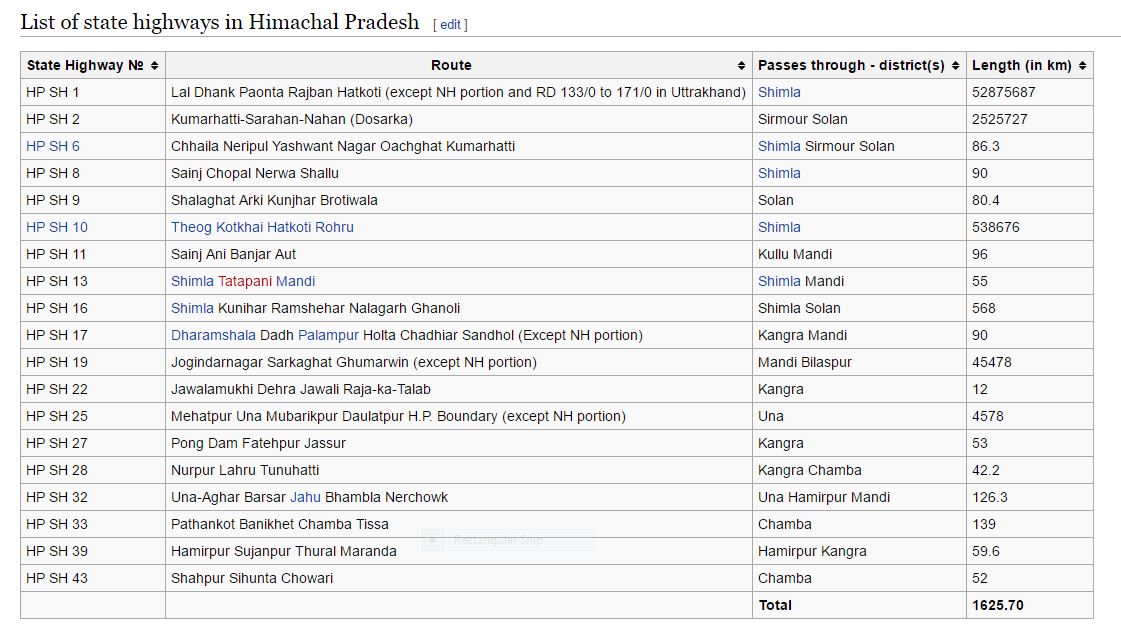 List of state highways in Himachal Pradesh [ edit ]
State Highway № Route Passes through - district(s) Length (in km)
HP SH 1 Lal Dhank Paonta Rajban Hatkoti (except NH portion and RD 133/0 to 171/0 in Uttrakhand) Shimla 52875687
HP SH 2 Kumarhatti-Sarahan-Nahan (Dosarka) Sirmour Solan 2525727
HP SH 6 Chhaila Neripul Yashwant Nagar Oachghat Kumarhatti Shimla Sirmour Solan 86.3
HP SH 8 Sainj Chopal Nerwa Shallu Shimla 90
HP SH 9 Shalaghat Arki Kunjhar Brotiwala Solan 80.4
HP SH 10 Theog Kotkhai Hatkoti Rohru Shimla 538676
HP SH 11 Sainj Ani Banjar Aut Kullu Mandi 96
HP SH 13 Shimla Tatapani Mandi Shimla Mandi 55
HP SH 16 Shimla Kunihar Ramshehar Nalagarh Ghanoli Shimla Solan 568
HP SH 17 Dharamshala Dadh Palampur Holta Chadhiar Sandhol (Except NH portion) Kangra Mandi 90
HP SH 19 Jogindarnagar Sarkaghat Ghumarwin (except NH portion) Mandi Bilaspur 45478
HP SH 22 Jawalamukhi Dehra Jawali Raja-ka-Talab Kangra 12
HP SH 25 Mehatpur Una Mubarikpur Daulatpur H.P. Boundary (except NH portion) Una 4578
HP SH 27 Pong Dam Fatehpur Jassur Kangra 53
HP SH 28 Nurpur Lahru Tunuhatti Kangra Chamba 42.2
HP SH 32 Una-Aghar Barsar Jahu Bhambla Nerchowk Una Hamirpur Mandi 126.3
HP SH 33 Pathankot Banikhet Chamba Tissa Chamba 139
Rectangular Snip
HP SH 39 Hamirpur Sujanpur Thural Maranda Hamirpur Kangra 59.6
HP SH 43 Shahpur Sihunta Chowari Chamba 52
Total 1625.70